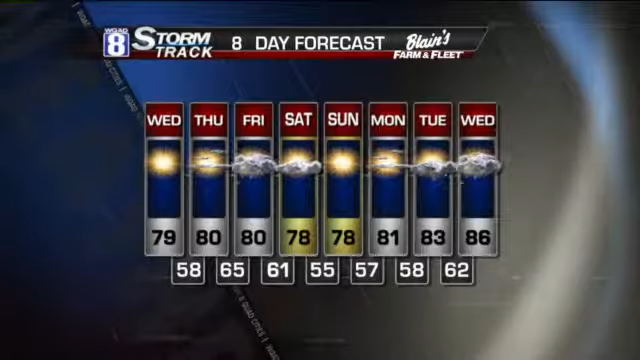 WQAD
8
STORM
TRACK
8 DAY FORECAST
Blain's
FARM & FLEET
WED THU FRI SAT SUN MON TUE WED
79 80 80 78 78 81 83 86
58 65 61 55 57 58 62